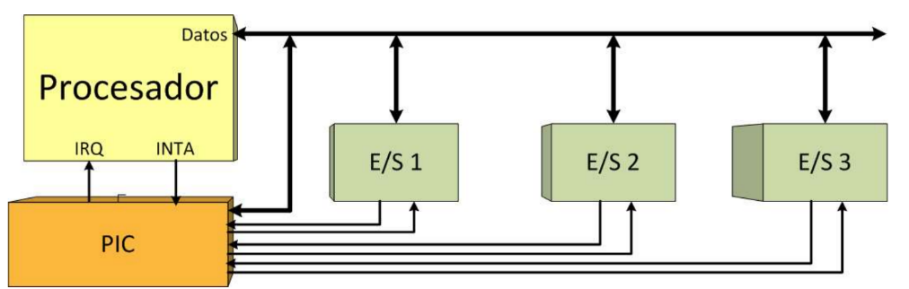 Datos
Procesador
IRQ INTA
E/S 1 E/S 2 E/S 3
PIC